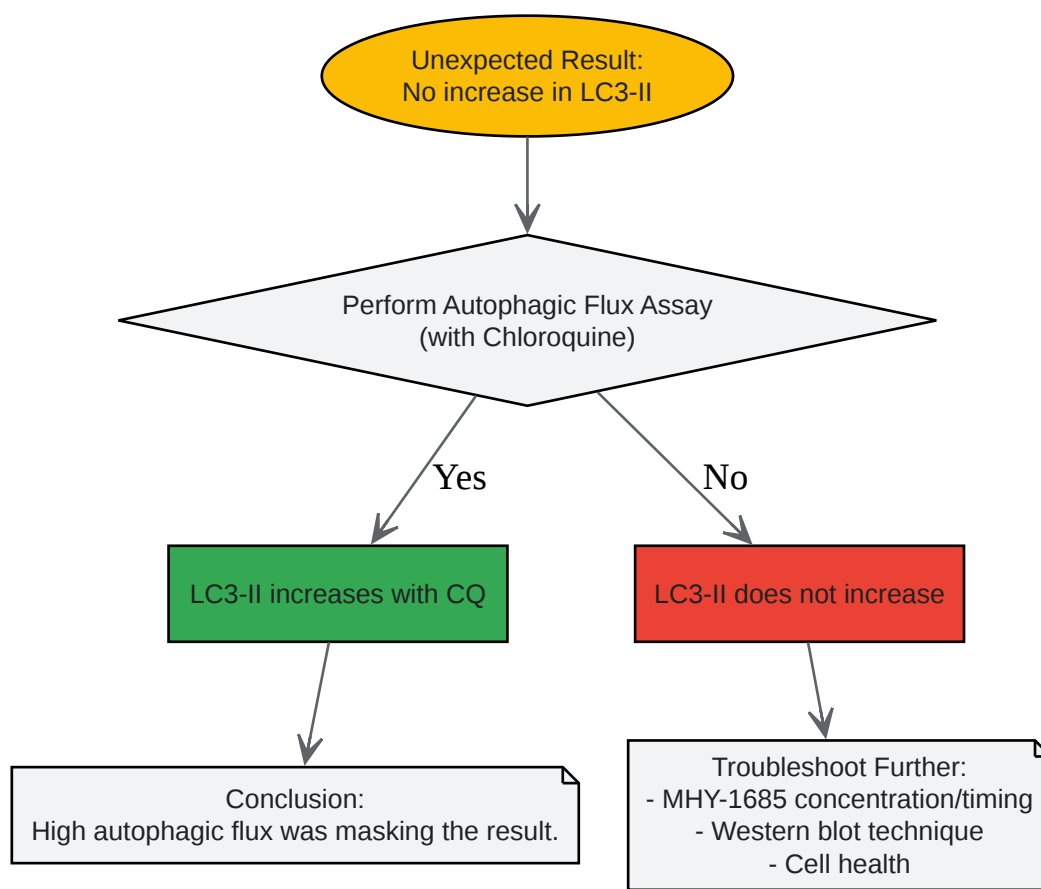 Unexpected Result:
No increase in LC3-II
Perform Autophagic Flux Assay
(with Chloroquine)
Yes
No
LC3-II increases with CQ
LC3-II does not increase
Conclusion:
High autophagic flux was masking the result.
Troubleshoot Further:
- MHY-1685 concentration/timing
- Western blot technique
- Cell health